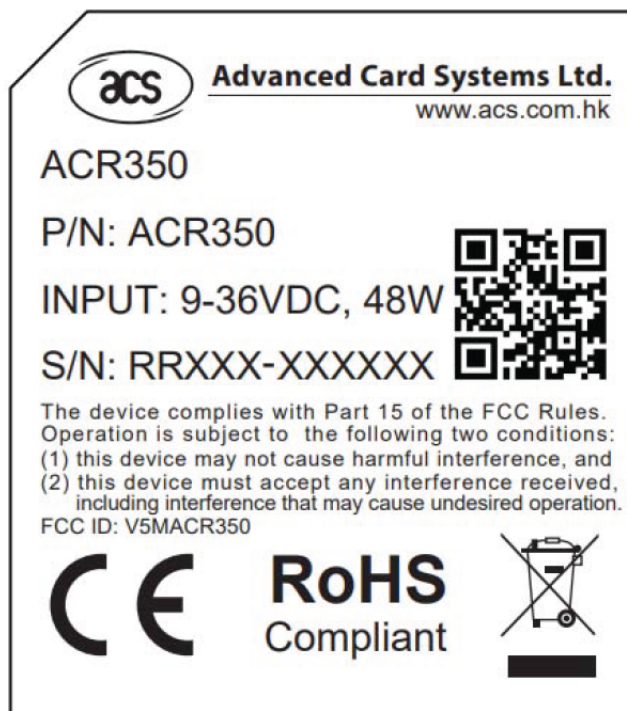 acs
Advanced Card Systems Ltd.
www.acs.com.hk
ACR350
P/N: ACR350
INPUT: 9-36VDC, 48W
S/N: RRXXX-XXXXXX
The device complies with Part 15 of the FCC Rules.
Operation is subject to the following two conditions:
(1) this device may not cause harmful interference, and
(2) this device must accept any interference received,
including interference that may cause undesired operation.
FCC ID: V5MACR350
CE
RoHS
Compliant